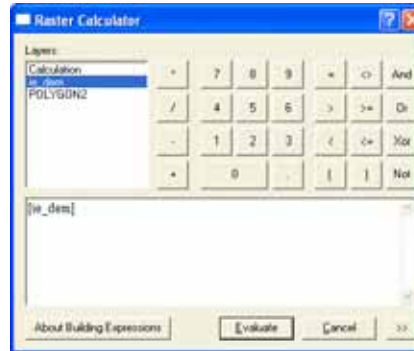 Raster Calculator
Layers:
Calculation
ie_dem
POLYGON2
* 7 8 9 = <> And
/ 4 5 6 > >= Or
- 1 2 3 < <= Xor
+ 0 . ( ) Not
[ie_dem]
About Building Expressions Evaluate Cancel >>